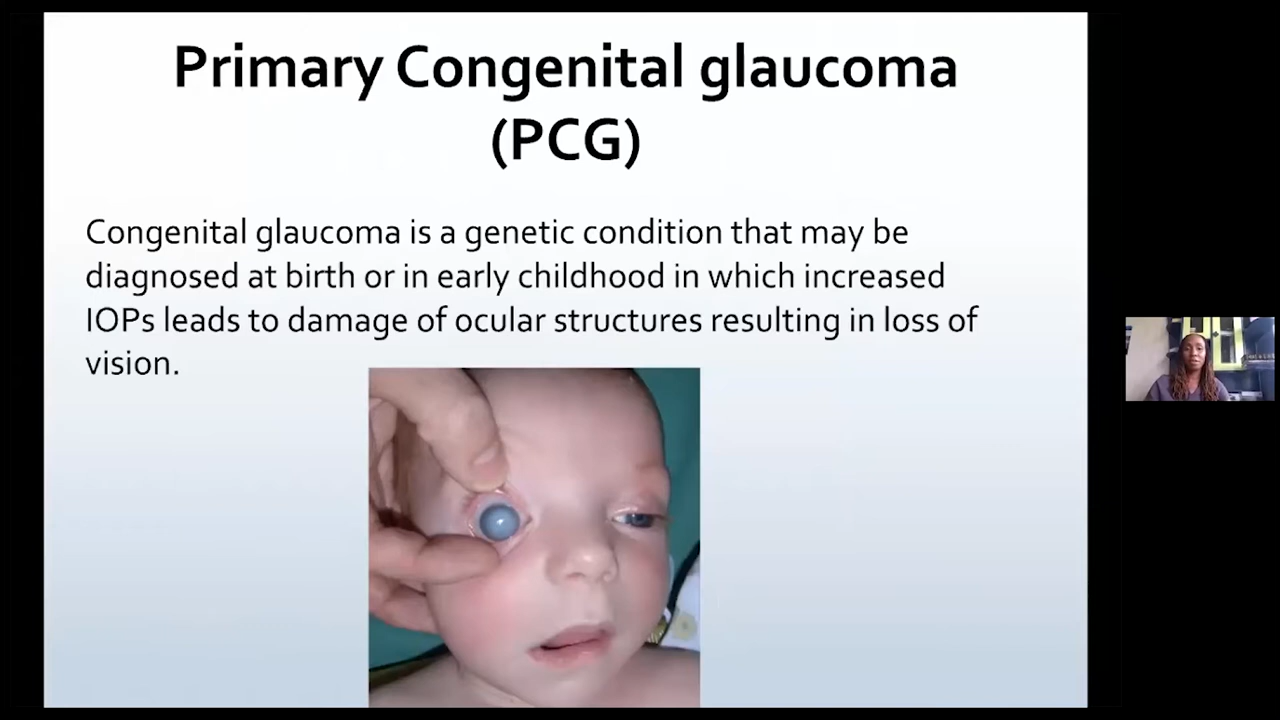 Primary Congenital glaucoma
(PCG)
Congenital glaucoma is a genetic condition that may be
diagnosed at birth or in early childhood in which increased
IOPs leads to damage of ocular structures resulting in loss of
vision.